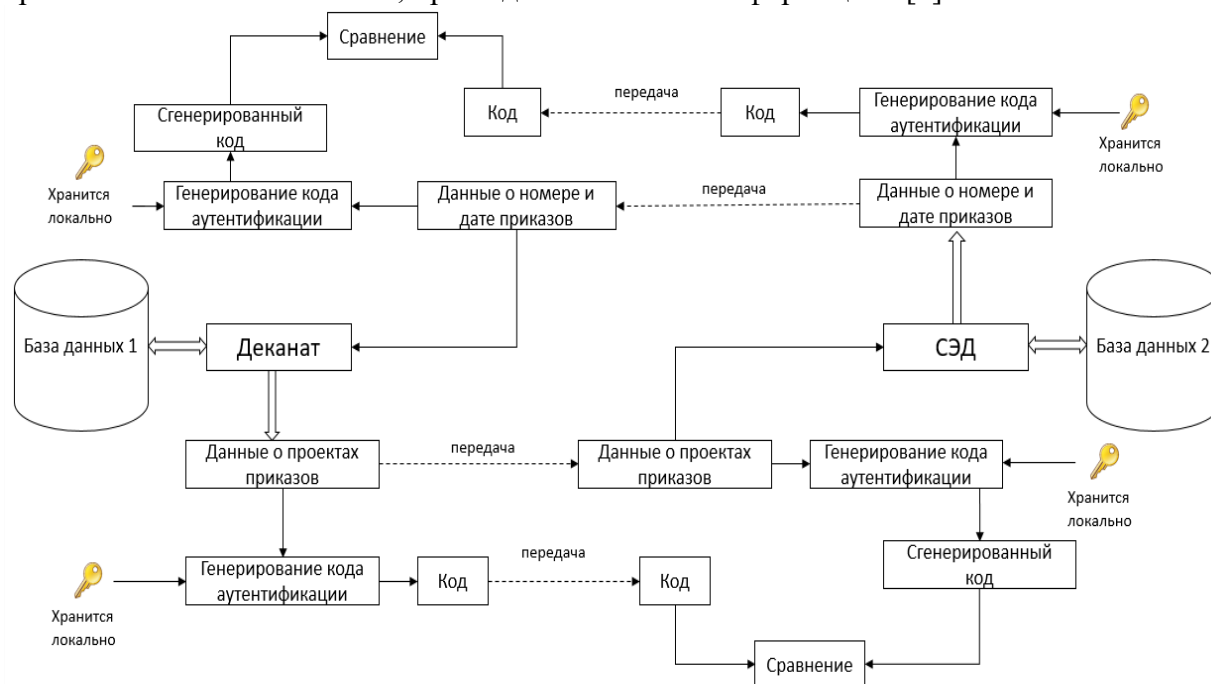 Сравнение
Код
передача
Код
Генерирование кода
аутентификации
Сгенерированный
код
Хранится
локально
Хранится
локально
Генерирование кода
аутентификации
Данные о номере и
дате приказов
передача
Данные о номере и
дате приказов
База данных 1
Деканат
СЭД
База данных 2
Данные о проектах
приказов
передача
Данные о проектах
приказов
Генерирование кода
аутентификации
Хранится
локально
Сгенерированный
код
Хранится
локально
Генерирование кода
аутентификации
Код
передача
Код
Сравнение